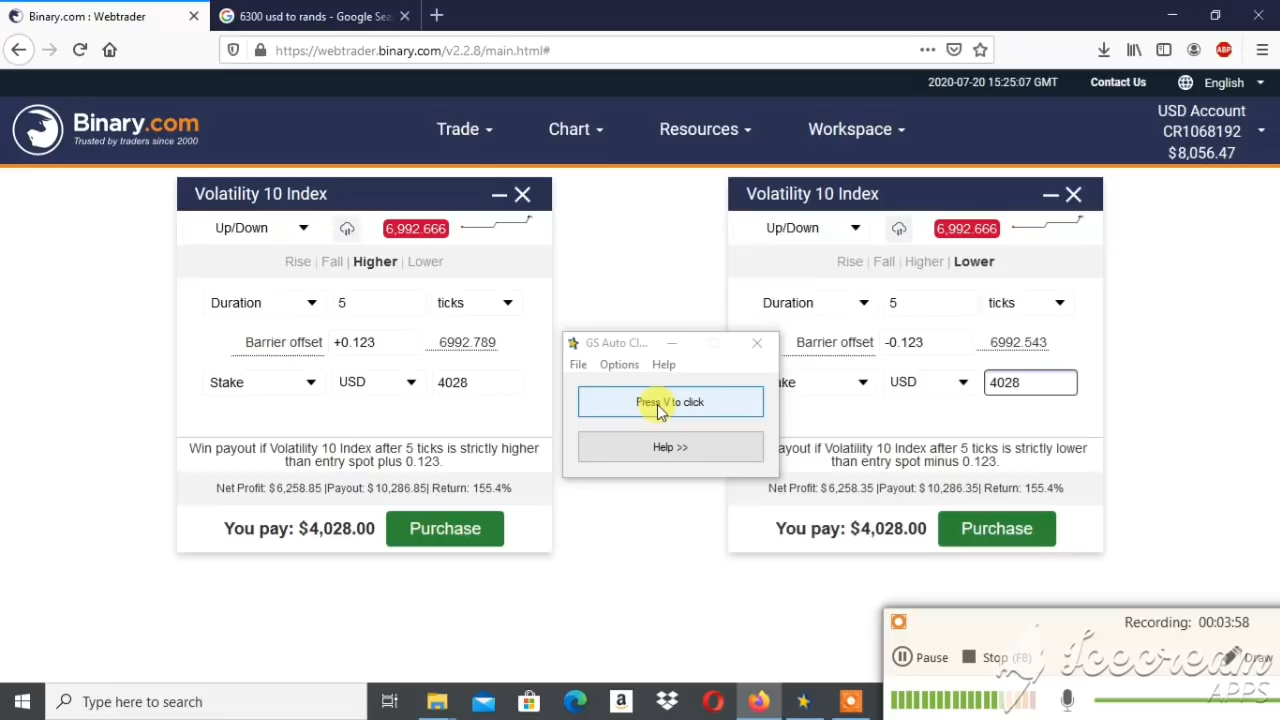 Binary.com : Webtrader
6300 usd to rands - Google Sea
https://webtrader.binary.com/v2.2.8/main.html#
ABP
2020-07-20 15:25:07 GMT Contact Us English
Binary.com
Trusted by traders since 2000
Trade Chart Resources Workspace
USD Account
CR1068192
$8,056.47
Volatility 10 Index
Up/Down 6,992.666
Rise | Fall | Higher | Lower
Duration 5 ticks
Barrier offset +0.123 6992.789
Stake USD 4028
Win payout if Volatility 10 Index after 5 ticks is strictly higher
than entry spot plus 0.123.
Net Profit: $6,258.85 |Payout: $10,286.85| Return: 155.4%
You pay: $4,028.00 Purchase
GS Auto Cl...
File Options Help
Press V to click
Help >>
Volatility 10 Index
Up/Down 6,992.666
Rise | Fall | Higher | Lower
Duration 5 ticks
Barrier offset -0.123 6992.543
ke USD 4028
ayout if Volatility 10 Index after 5 ticks is strictly lower
than entry spot minus 0.123.
Net Profit: $6,258.35 |Payout: $10,286.35| Return: 155.4%
You pay: $4,028.00 Purchase
Recording: 00:03:58
Pause Stop (F8) Draw
Icecream
APPS
Type here to search